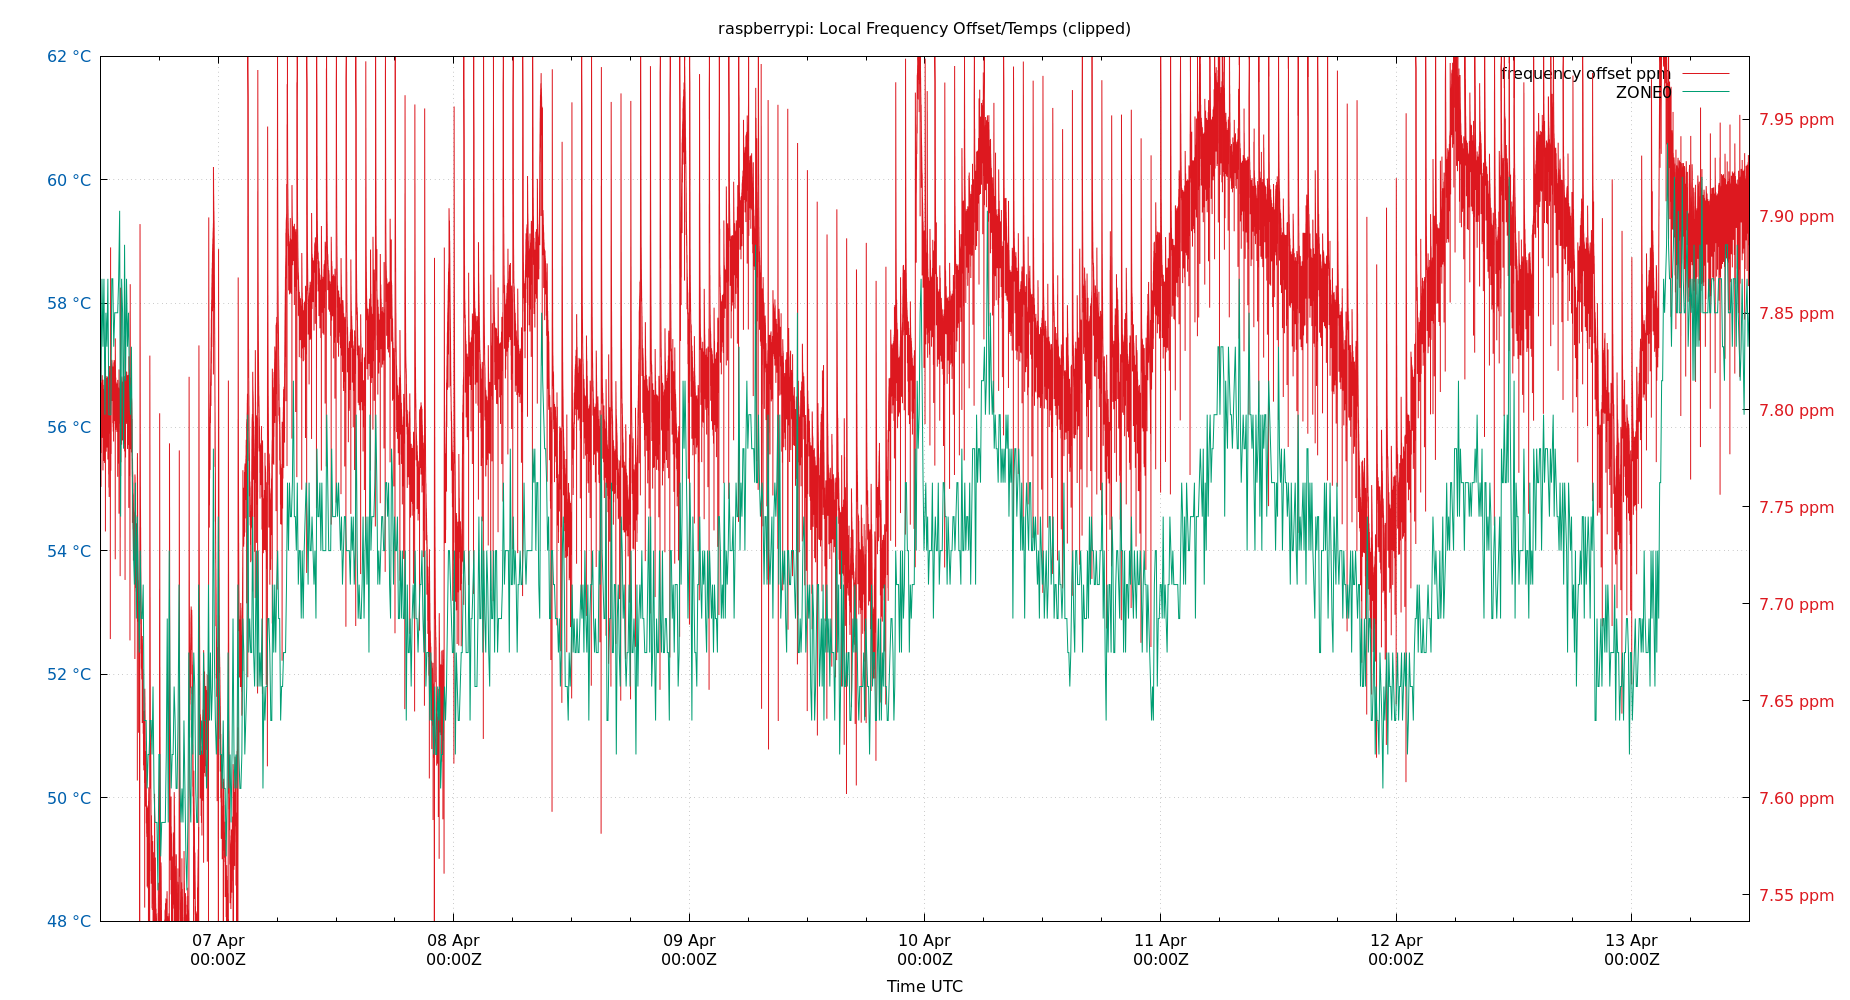 raspberrypi: Local Frequency Offset/Temps (clipped)
62 °C
60 °C
58 °C
56 °C
54 °C
52 °C
50 °C
48 °C
frequency offset ppm
ZONE0
7.95 ppm
7.90 ppm
7.85 ppm
7.80 ppm
7.75 ppm
7.70 ppm
7.65 ppm
7.60 ppm
7.55 ppm
07 Apr
00:00Z
08 Apr
00:00Z
09 Apr
00:00Z
10 Apr
00:00Z
11 Apr
00:00Z
12 Apr
00:00Z
13 Apr
00:00Z
Time UTC